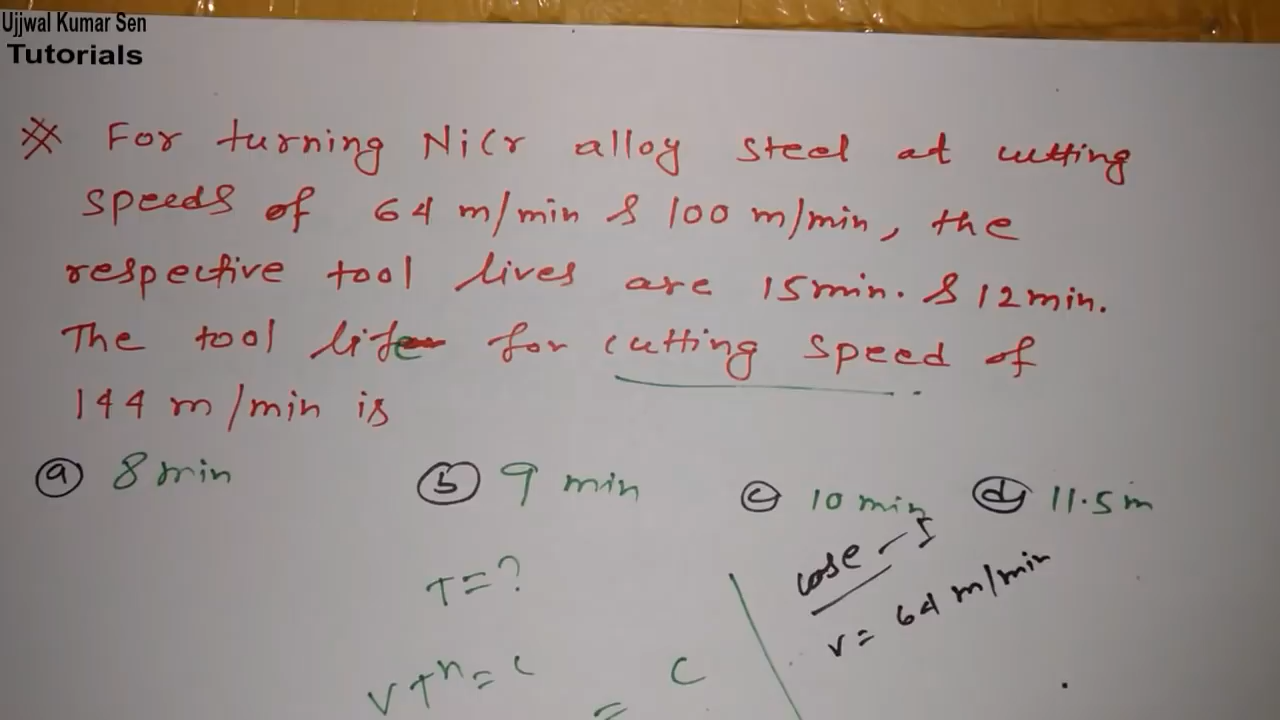 Ujjwal Kumar Sen
Tutorials
※ For turning NiCr alloy steel at cutting
speeds of 64 m/min & 100 m/min, the
respective tool lives are 15min. & 12min.
The tool life for cutting speed of
144 m/min is
(a) 8 min (b) 9 min (c) 10 min (d) 11.5 m
T=?
case - I
V = 64 m/min
VTⁿ = C
= C